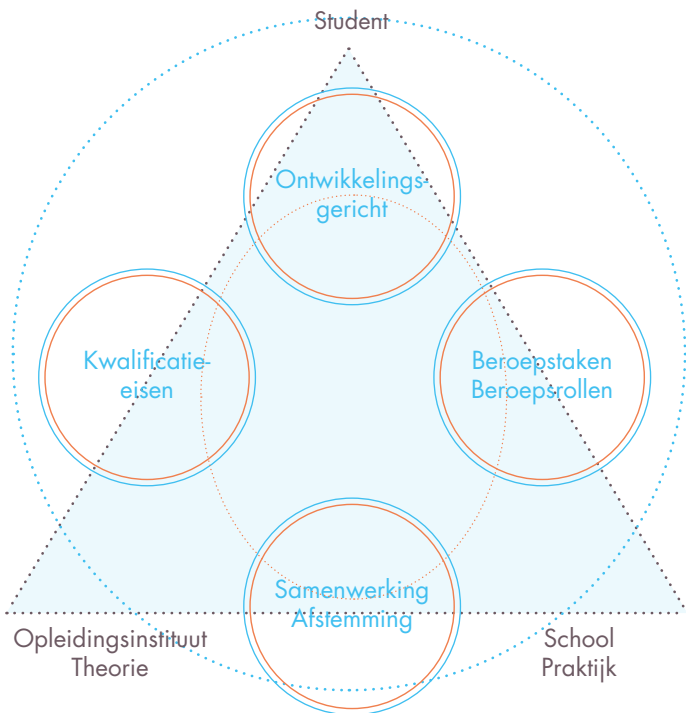 Student
Ontwikkelings-
gericht
Kwalificatie-
eisen
Beroepstaken
Beroepsrollen
Samenwerking
Afstemming
Opleidingsinstituut
Theorie
School
Praktijk